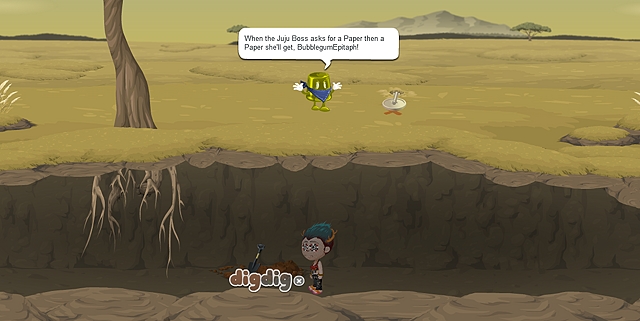 When the Juju Boss asks for a Paper then a
Paper she'll get, BubblegumEpitaph!
digdig